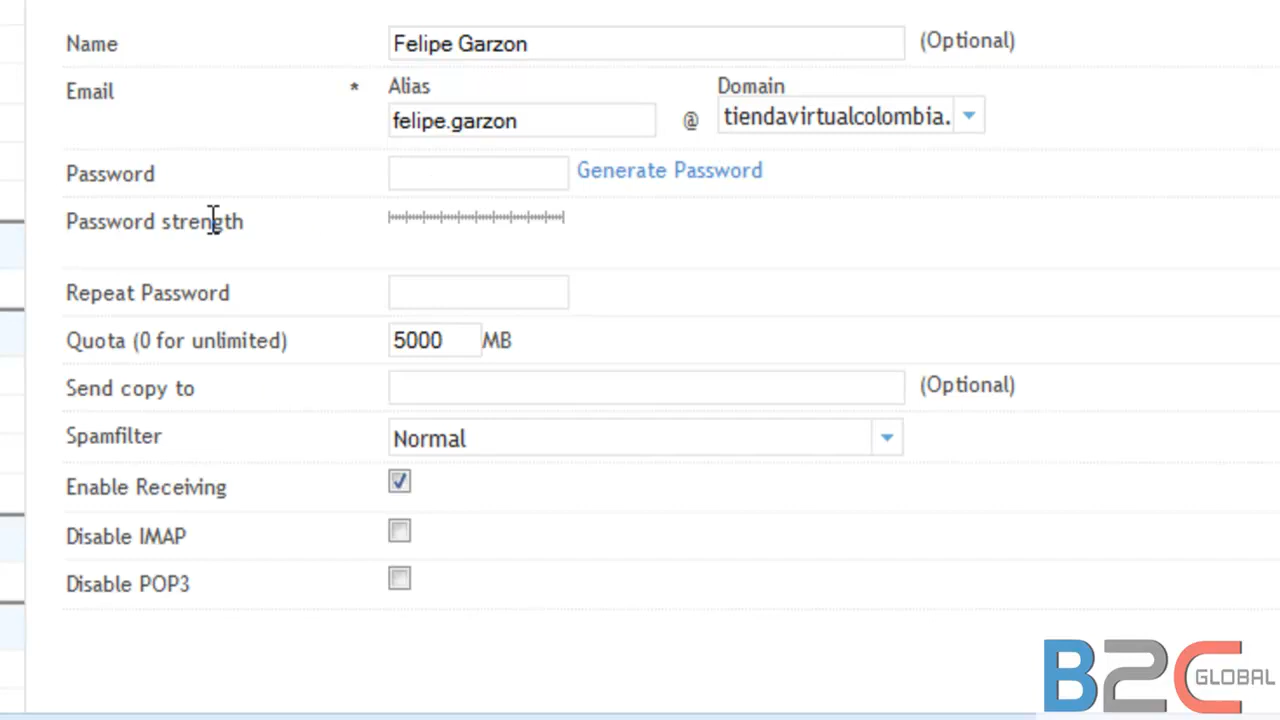 Name Felipe Garzon (Optional)
Email * Alias Domain
felipe.garzon @ tiendavirtualcolombia.
Password Generate Password
Password strength
Repeat Password
Quota (0 for unlimited) 5000 MB
Send copy to (Optional)
Spamfilter Normal
Enable Receiving
Disable IMAP
Disable POP3
B2C GLOBAL